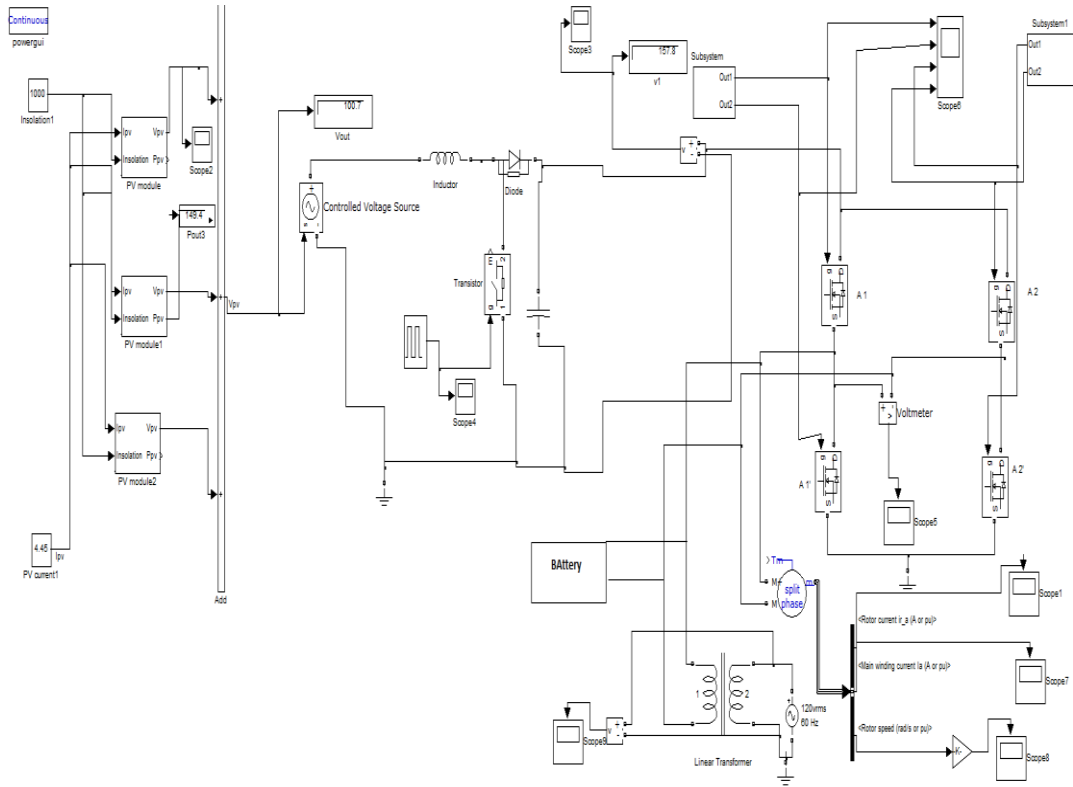 Continuous
powergui
1000
Insolation1
Ipv
Vpv
Insolation
Ppv
PV module
Scope2
149.4
Pout3
Ipv
Vpv
Insolation
Ppv
PV module1
Ipv
Vpv
Insolation
Ppv
PV module2
4.45
Ipv
PV current1
Add
Vpv
100.7
Vout
Controlled Voltage Source
Inductor
Diode
Transistor
Scope4
Scope3
157.8
v1
Subsystem
Out1
Out2
Scope6
Subsystem1
Out1
Out2
A 1
A 2
Voltmeter
A 1'
A 2'
Scope5
BAttery
Tm
M+
M
m
split
phase
Scope1
<Rotor current ir_a (A or pu)>
<Main winding current Ia (A or pu)>
Scope7
<Rotor speed (rad/s or pu)>
-K-
Scope8
1
2
120vrms
60 Hz
Scope9
Linear Transformer